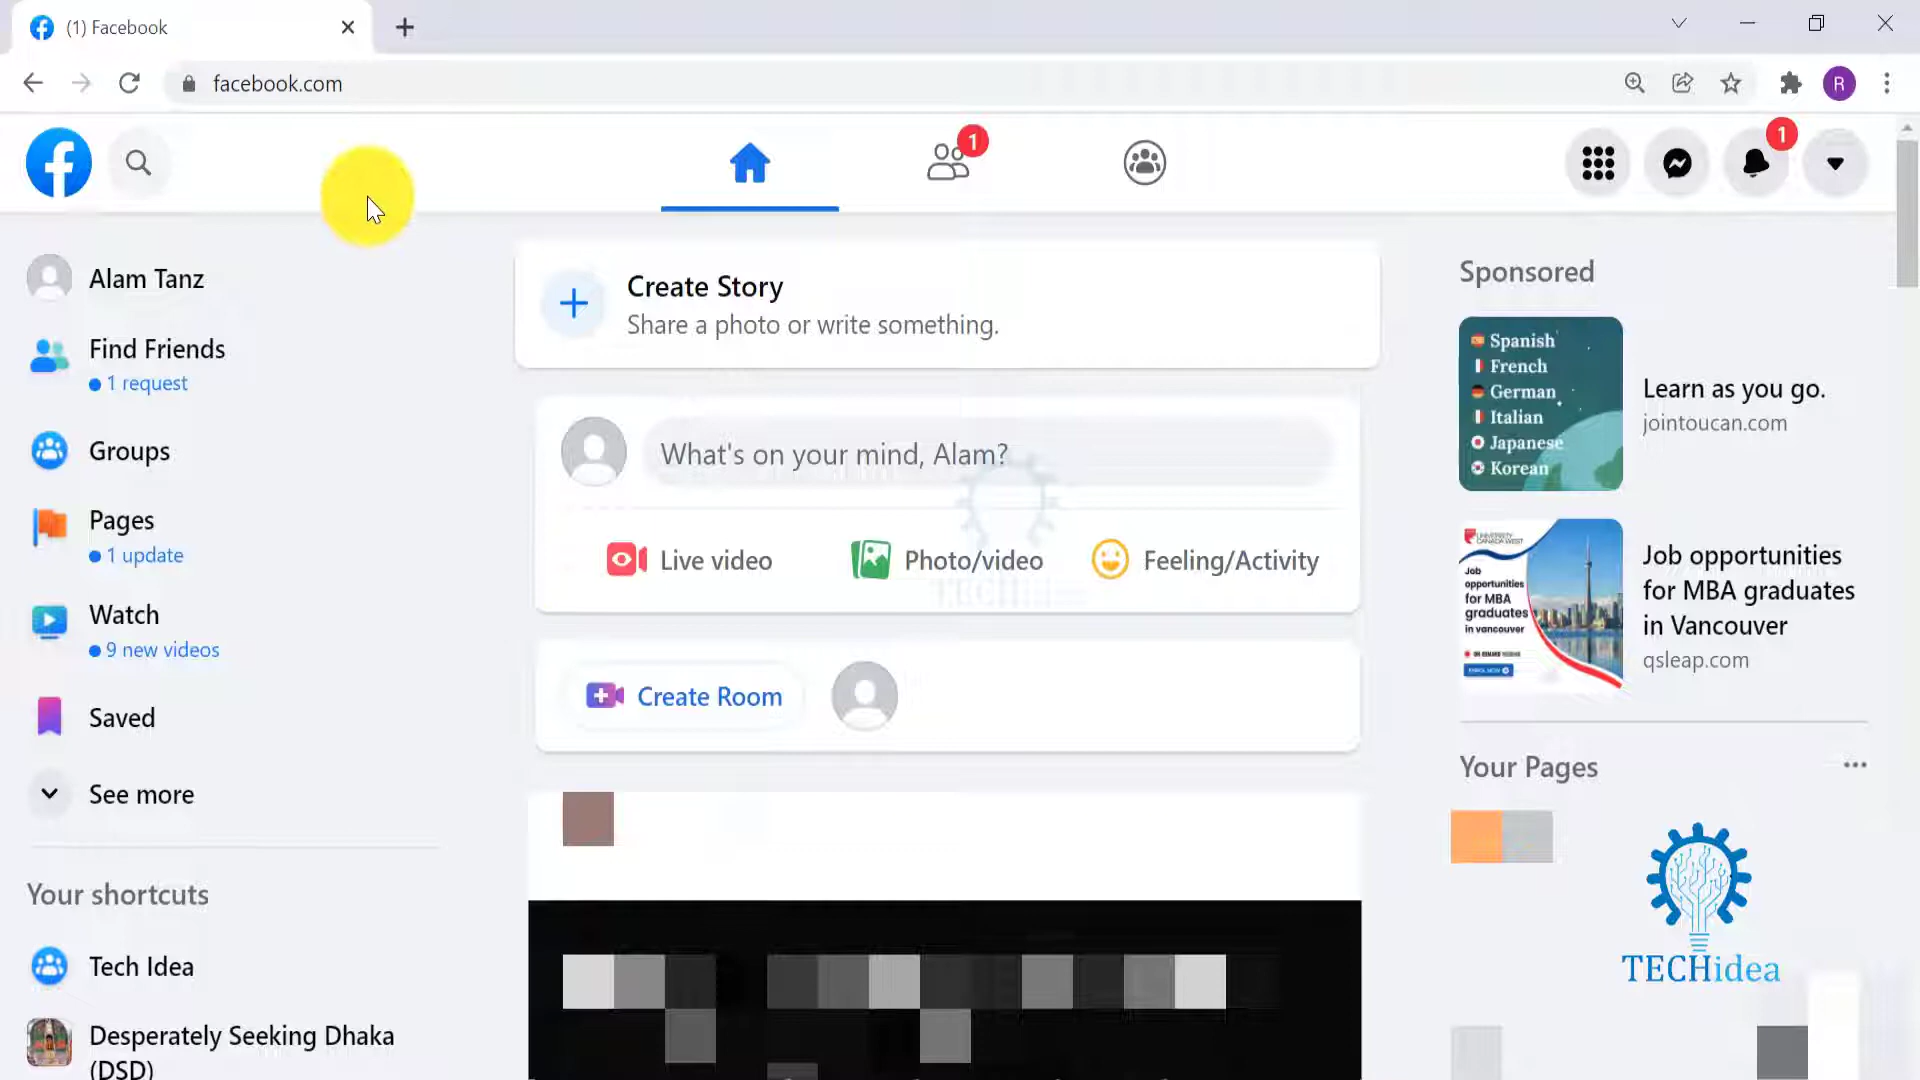 (1) Facebook
facebook.com
R
1
1
Alam Tanz
Find Friends
1 request
Groups
Pages
1 update
Watch
9 new videos
Saved
See more
Your shortcuts
Tech Idea
Desperately Seeking Dhaka
(DSD)
Create Story
Share a photo or write something.
What's on your mind, Alam?
Live video
Photo/video
Feeling/Activity
Create Room
Sponsored
Spanish
French
German
Italian
Japanese
Korean
Learn as you go.
jointoucan.com
UNIVERSITY
CANADA WEST
Job
opportunities
for MBA
graduates
in vancouver
Job opportunities
for MBA graduates
in Vancouver
qsleap.com
Your Pages
TECHidea